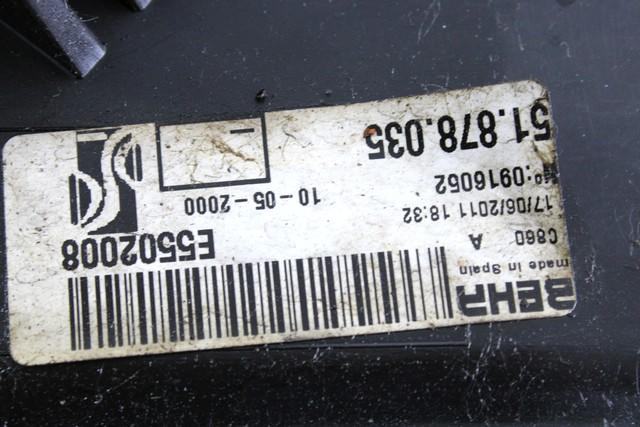 BEHR
made in Spain
C860 A
17/06/2011 18:32
Nº:0916052
51.878.035
E5502008
10-05-2000